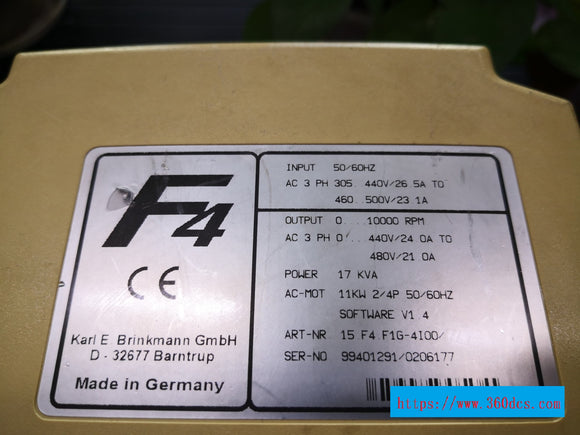 F4
CE
Karl E. Brinkmann GmbH
D - 32677 Barntrup
Made in Germany
INPUT 50/60HZ
AC 3 PH 305. 440V/26 5A TO
460. 500V/23 1A
OUTPUT 0... 10000 RPM
AC 3 PH 0/ 440V/24 0A TO
480V/21 0A
POWER 17 KVA
AC-MOT 11KW 2/4P 50/60HZ
SOFTWARE V1 4
ART-NR 15 F4 F1G-4I00/
SER-NO 99401291/0206177
https://www.360dcs.com